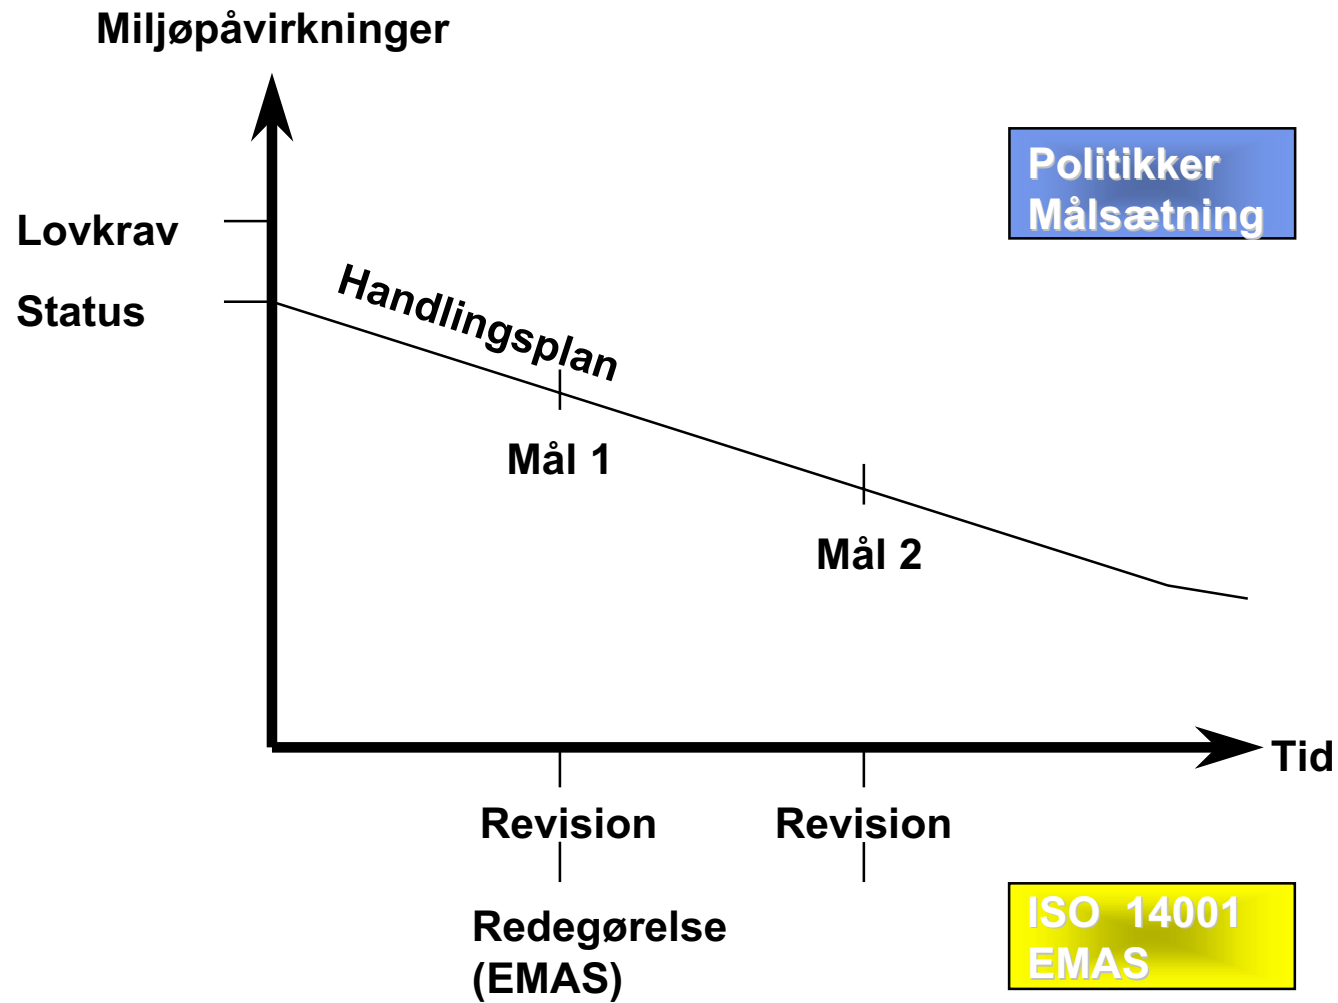 Miljøpåvirkninger
Politikker
Målsætning
Lovkrav
Status
Handlingsplan
Mål 1
Mål 2
Tid
Revision
Revision
Redegørelse
(EMAS)
ISO 14001
EMAS